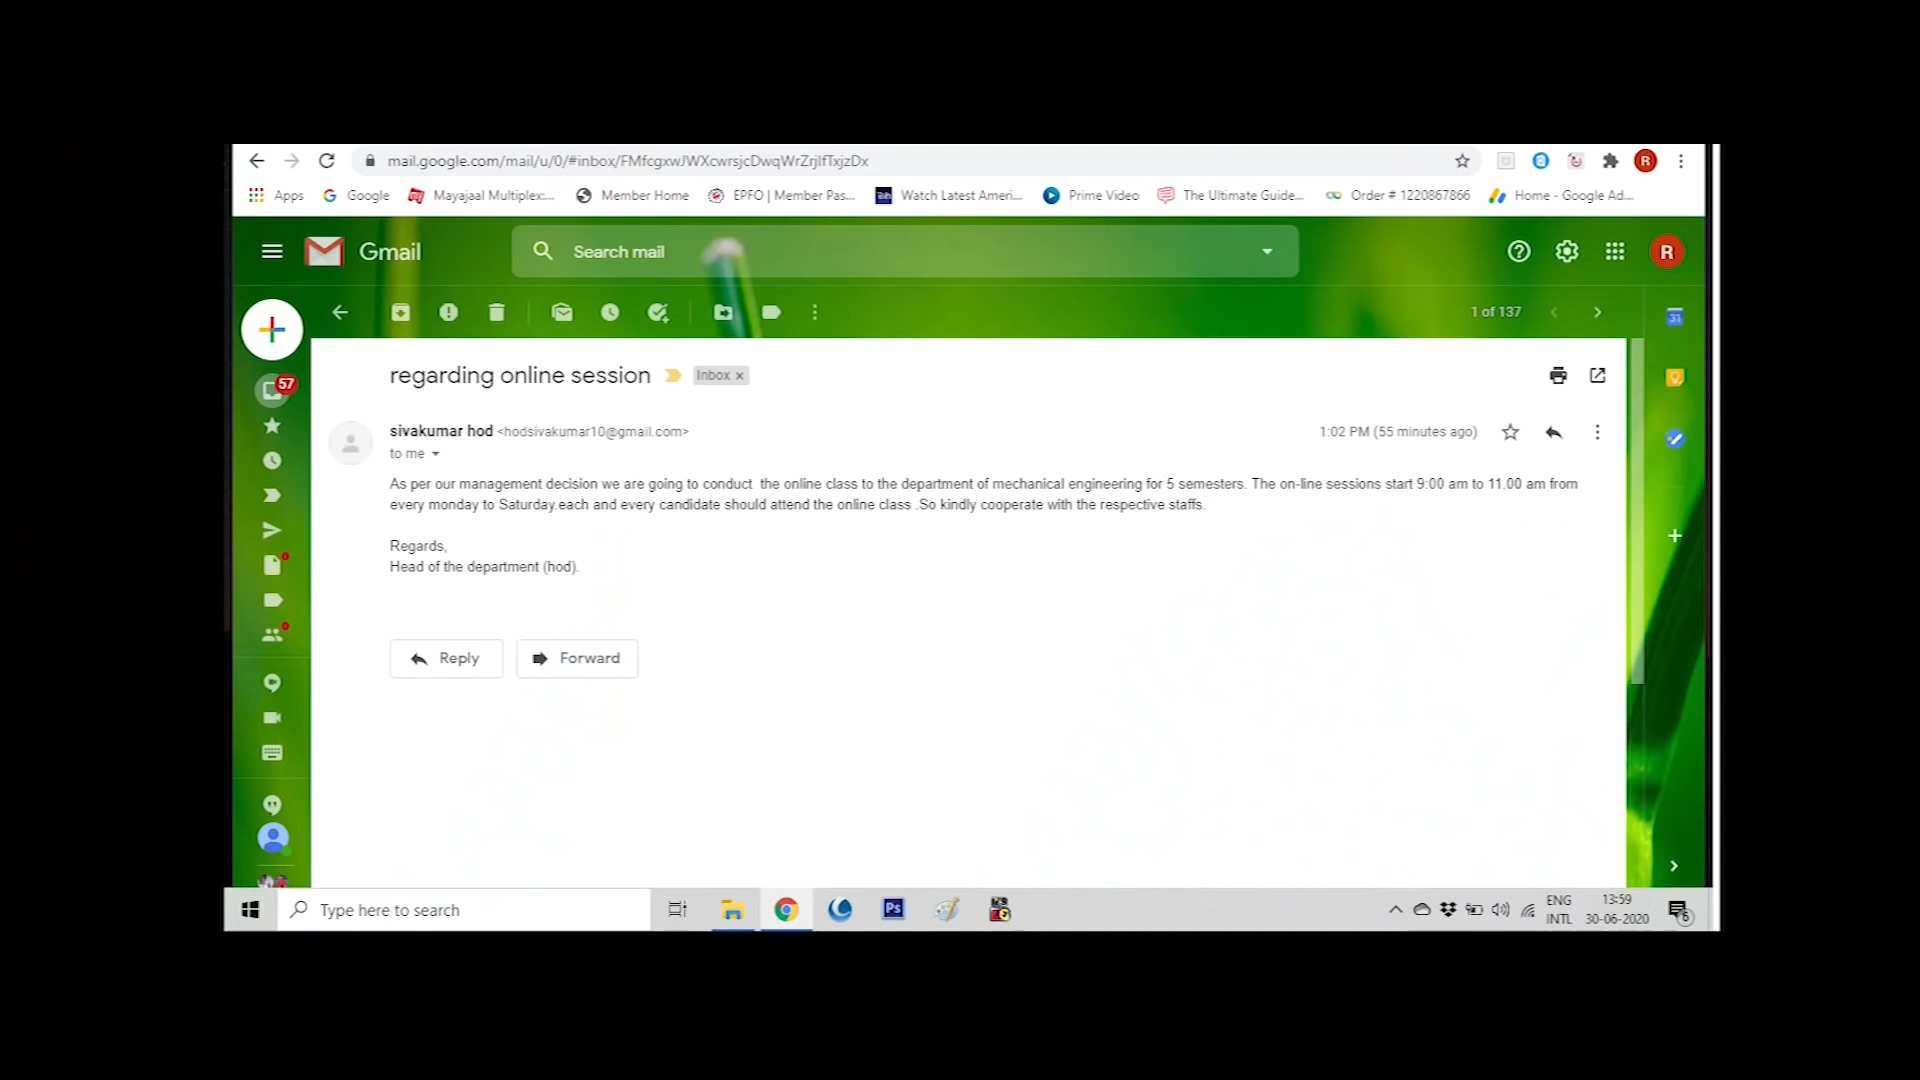 mail.google.com/mail/u/0/#inbox/FMfcgxwJWXcwrsjcDwqWrZrjlfTxjzDx
Apps Google Mayajaal Multiplex:... Member Home EPFO | Member Pas... Watch Latest Ameri... Prime Video The Ultimate Guide... Order # 1220867866 Home - Google Ad...
Gmail Search mail R
1 of 137
31
57
regarding online session Inbox x
sivakumar hod <hodsivakumar10@gmail.com> 1:02 PM (55 minutes ago)
to me
As per our management decision we are going to conduct the online class to the department of mechanical engineering for 5 semesters. The on-line sessions start 9:00 am to 11.00 am from
every monday to Saturday.each and every candidate should attend the online class .So kindly cooperate with the respective staffs.
Regards,
Head of the department (hod).
Reply Forward
Type here to search Ps ENG 13:59
INTL 30-06-2020 6